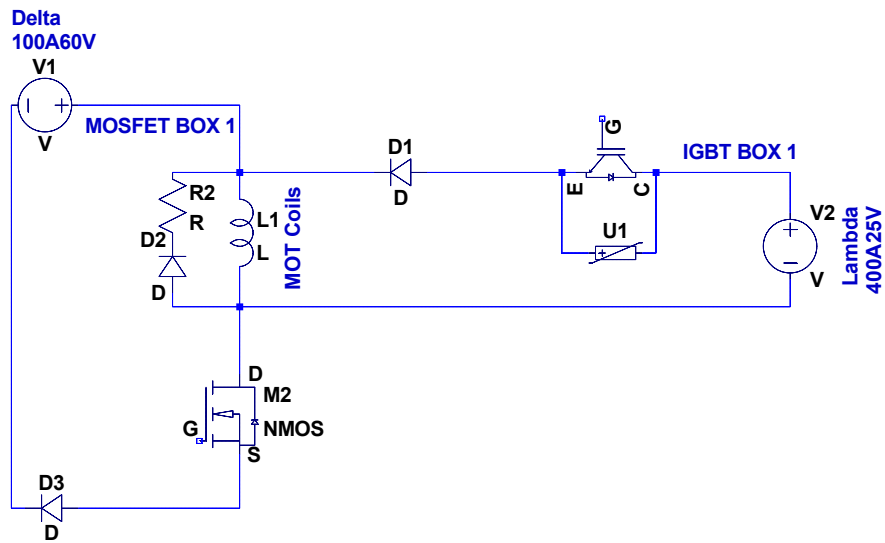 Delta
100A60V
V1
V
MOSFET BOX 1
R2
R
D2
D
L1
L
MOT Coils
D1
D
G
E
C
IGBT BOX 1
U1
V2
V
Lambda
400A25V
D
M2
G
NMOS
S
D3
D